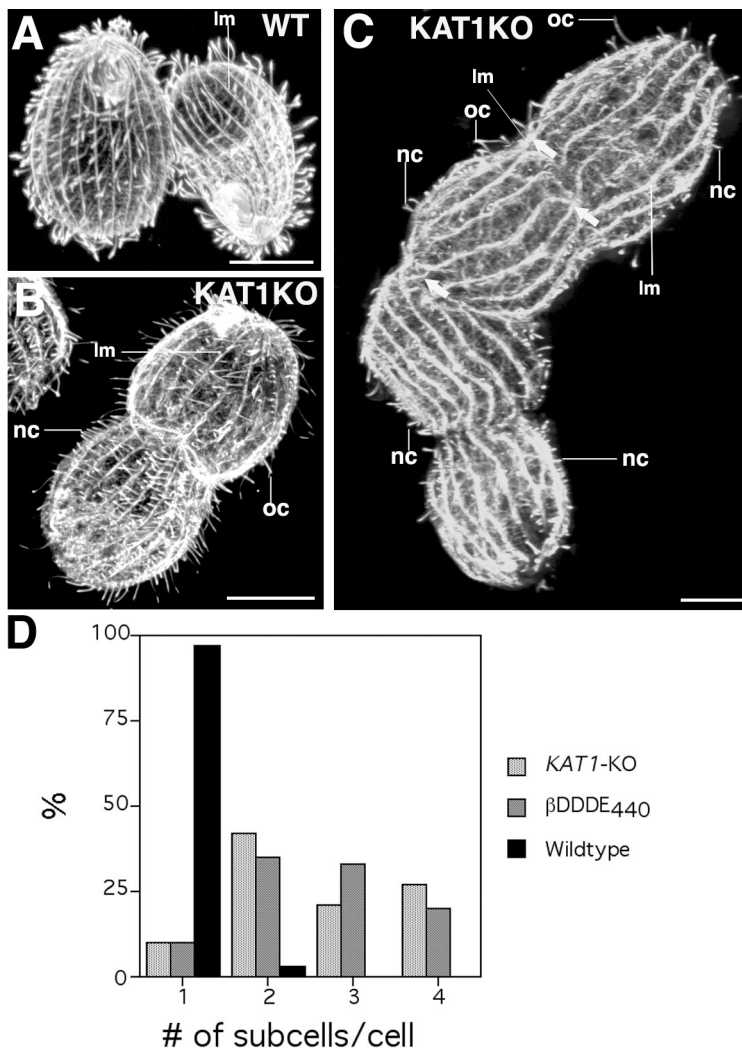 A
lm
WT
B
KAT1KO
lm
nc
oc
C
KAT1KO
oc
lm
oc
nc
nc
lm
nc
nc
D
100
75
50
25
0
%
1 2 3 4
# of subcells/cell
KAT1-KO
βDDDE440
Wildtype